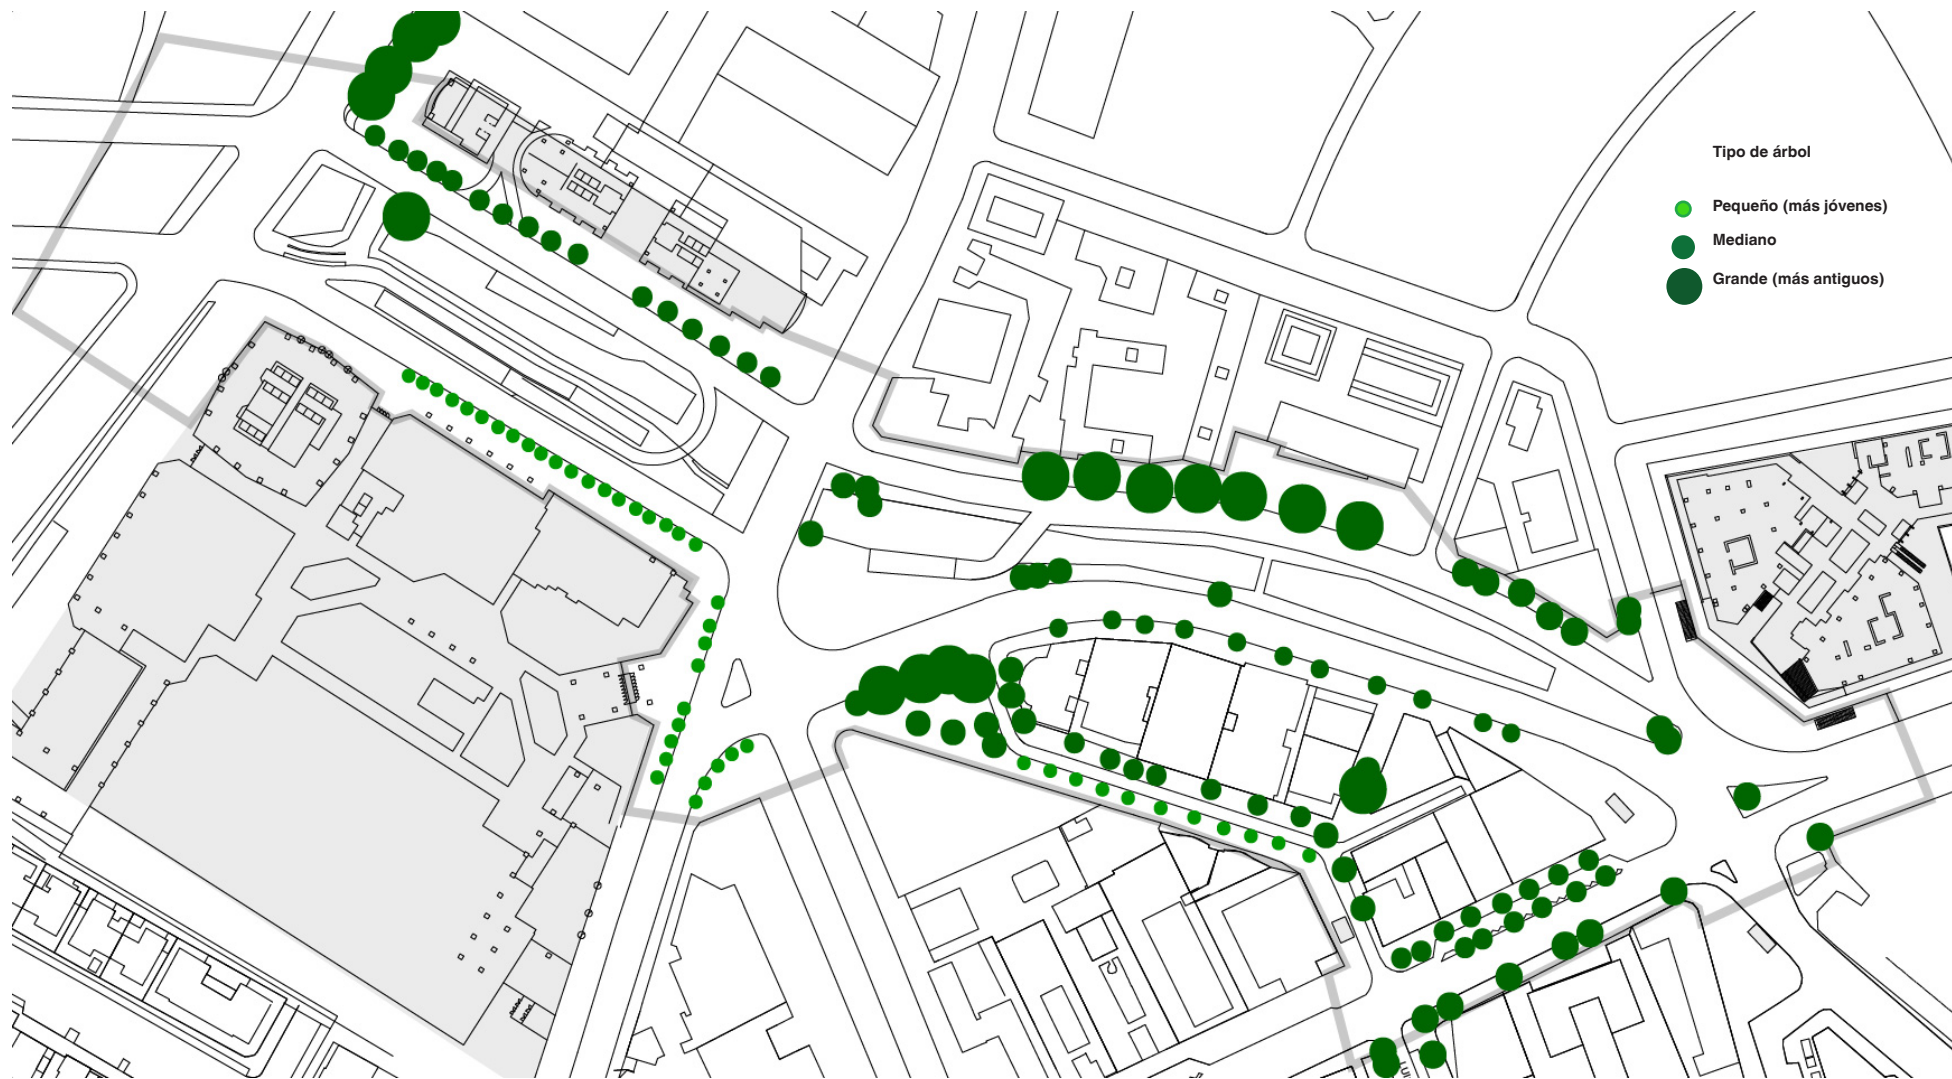 Tipo de árbol
Pequeño (más jóvenes)
Mediano
Grande (más antiguos)